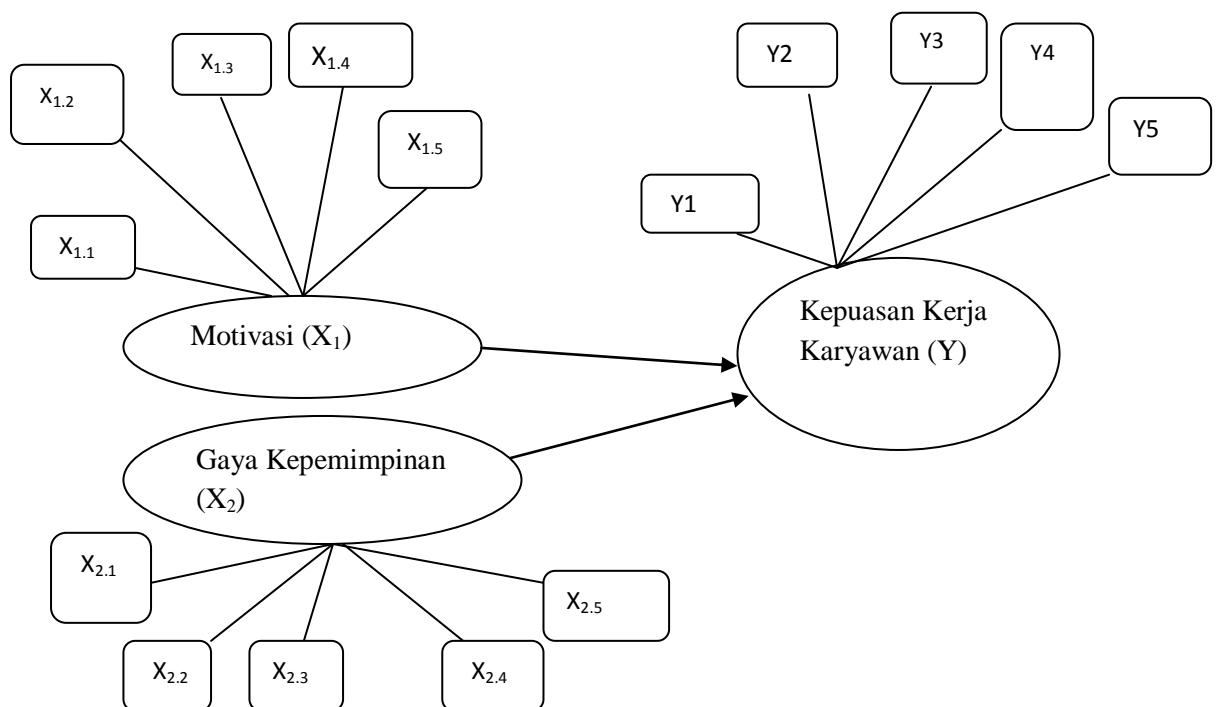 X1.2
X1.3
X1.4
X1.5
X1.1
Motivasi (X1)
Y2
Y3
Y4
Y5
Y1
Kepuasan Kerja
Karyawan (Y)
Gaya Kepemimpinan
(X2)
X2.1
X2.2
X2.3
X2.4
X2.5